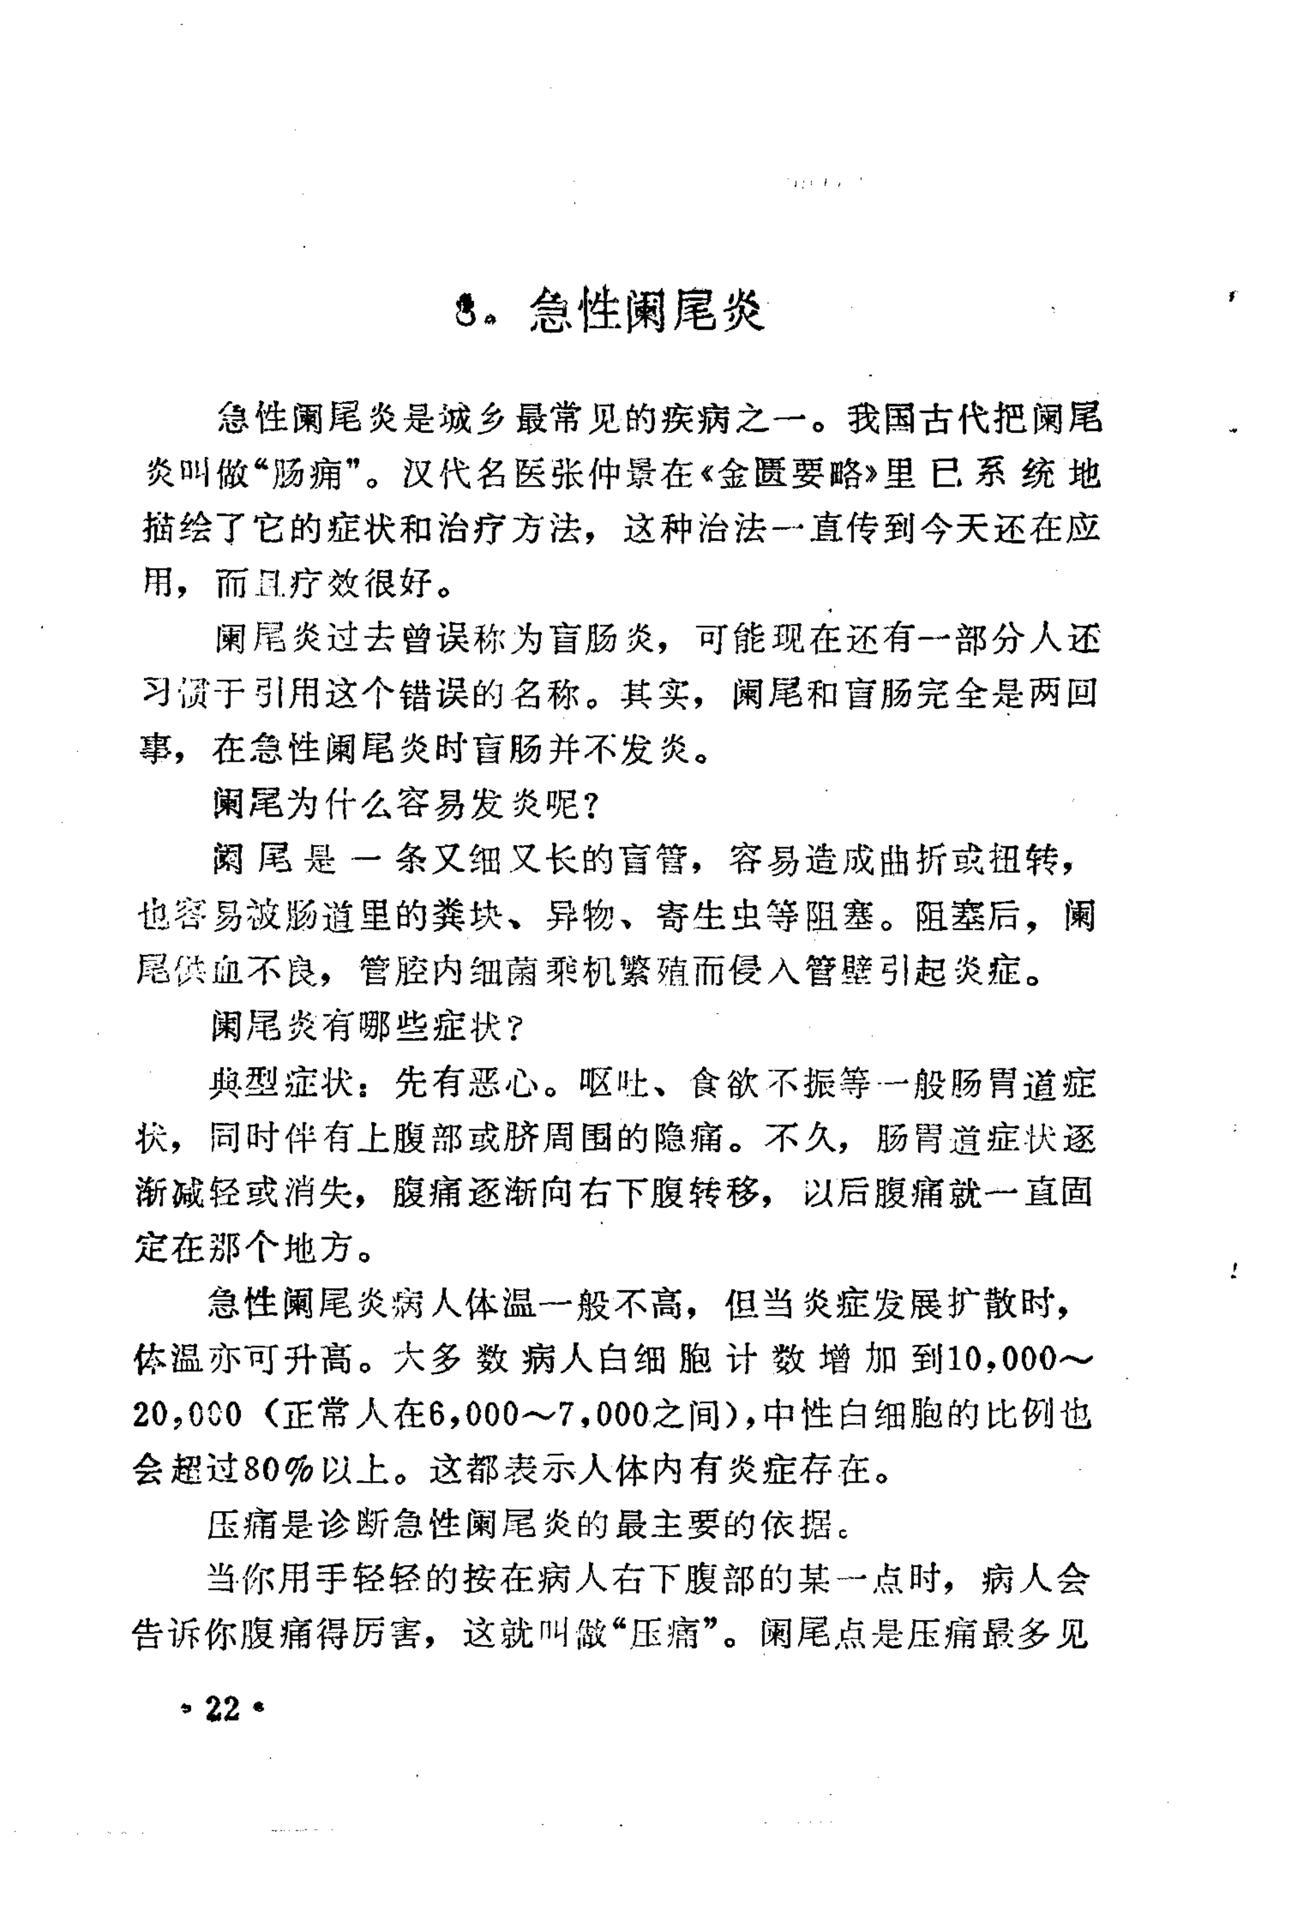 8。急性阑尾炎
急性阑尾炎是城乡最常见的疾病之一。我国古代把阑尾
炎叫做“肠痈”。汉代名医张仲景在《金匮要略》里已系统地
描绘了它的症状和治疗方法，这种治法一直传到今天还在应
用，而且疗效很好。
阑尾炎过去曾误称为盲肠炎，可能现在还有一部分人还
习惯于引用这个错误的名称。其实，阑尾和盲肠完全是两回
事，在急性阑尾炎时盲肠并不发炎。
阑尾为什么容易发炎呢？
阑尾是一条又细又长的盲管，容易造成曲折或扭转，
也容易被肠道里的粪块、异物、寄生虫等阻塞。阻塞后，阑
尾供血不良，管腔内细菌乘机繁殖而侵入管壁引起炎症。
阑尾炎有哪些症状？
典型症状：先有恶心。呕吐、食欲不振等一般肠胃道症
状，同时伴有上腹部或脐周围的隐痛。不久，肠胃道症状逐
渐减轻或消失，腹痛逐渐向右下腹转移，以后腹痛就一直固
定在那个地方。
急性阑尾炎病人体温一般不高，但当炎症发展扩散时，
体温亦可升高。大多数病人白细胞计数增加到10,000～
20,000（正常人在6,000～7,000之间），中性白细胞的比例也
会超过80%以上。这都表示人体内有炎症存在。
压痛是诊断急性阑尾炎的最主要的依据。
当你用手轻轻的按在病人右下腹部的某一点时，病人会
告诉你腹痛得厉害，这就叫做“压痛”。阑尾点是压痛最多见
·22·